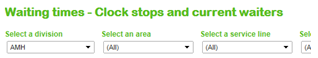 Waiting times - Clock stops and current waiters
Select a division Select an area Select a service line
AMH (All) (All)